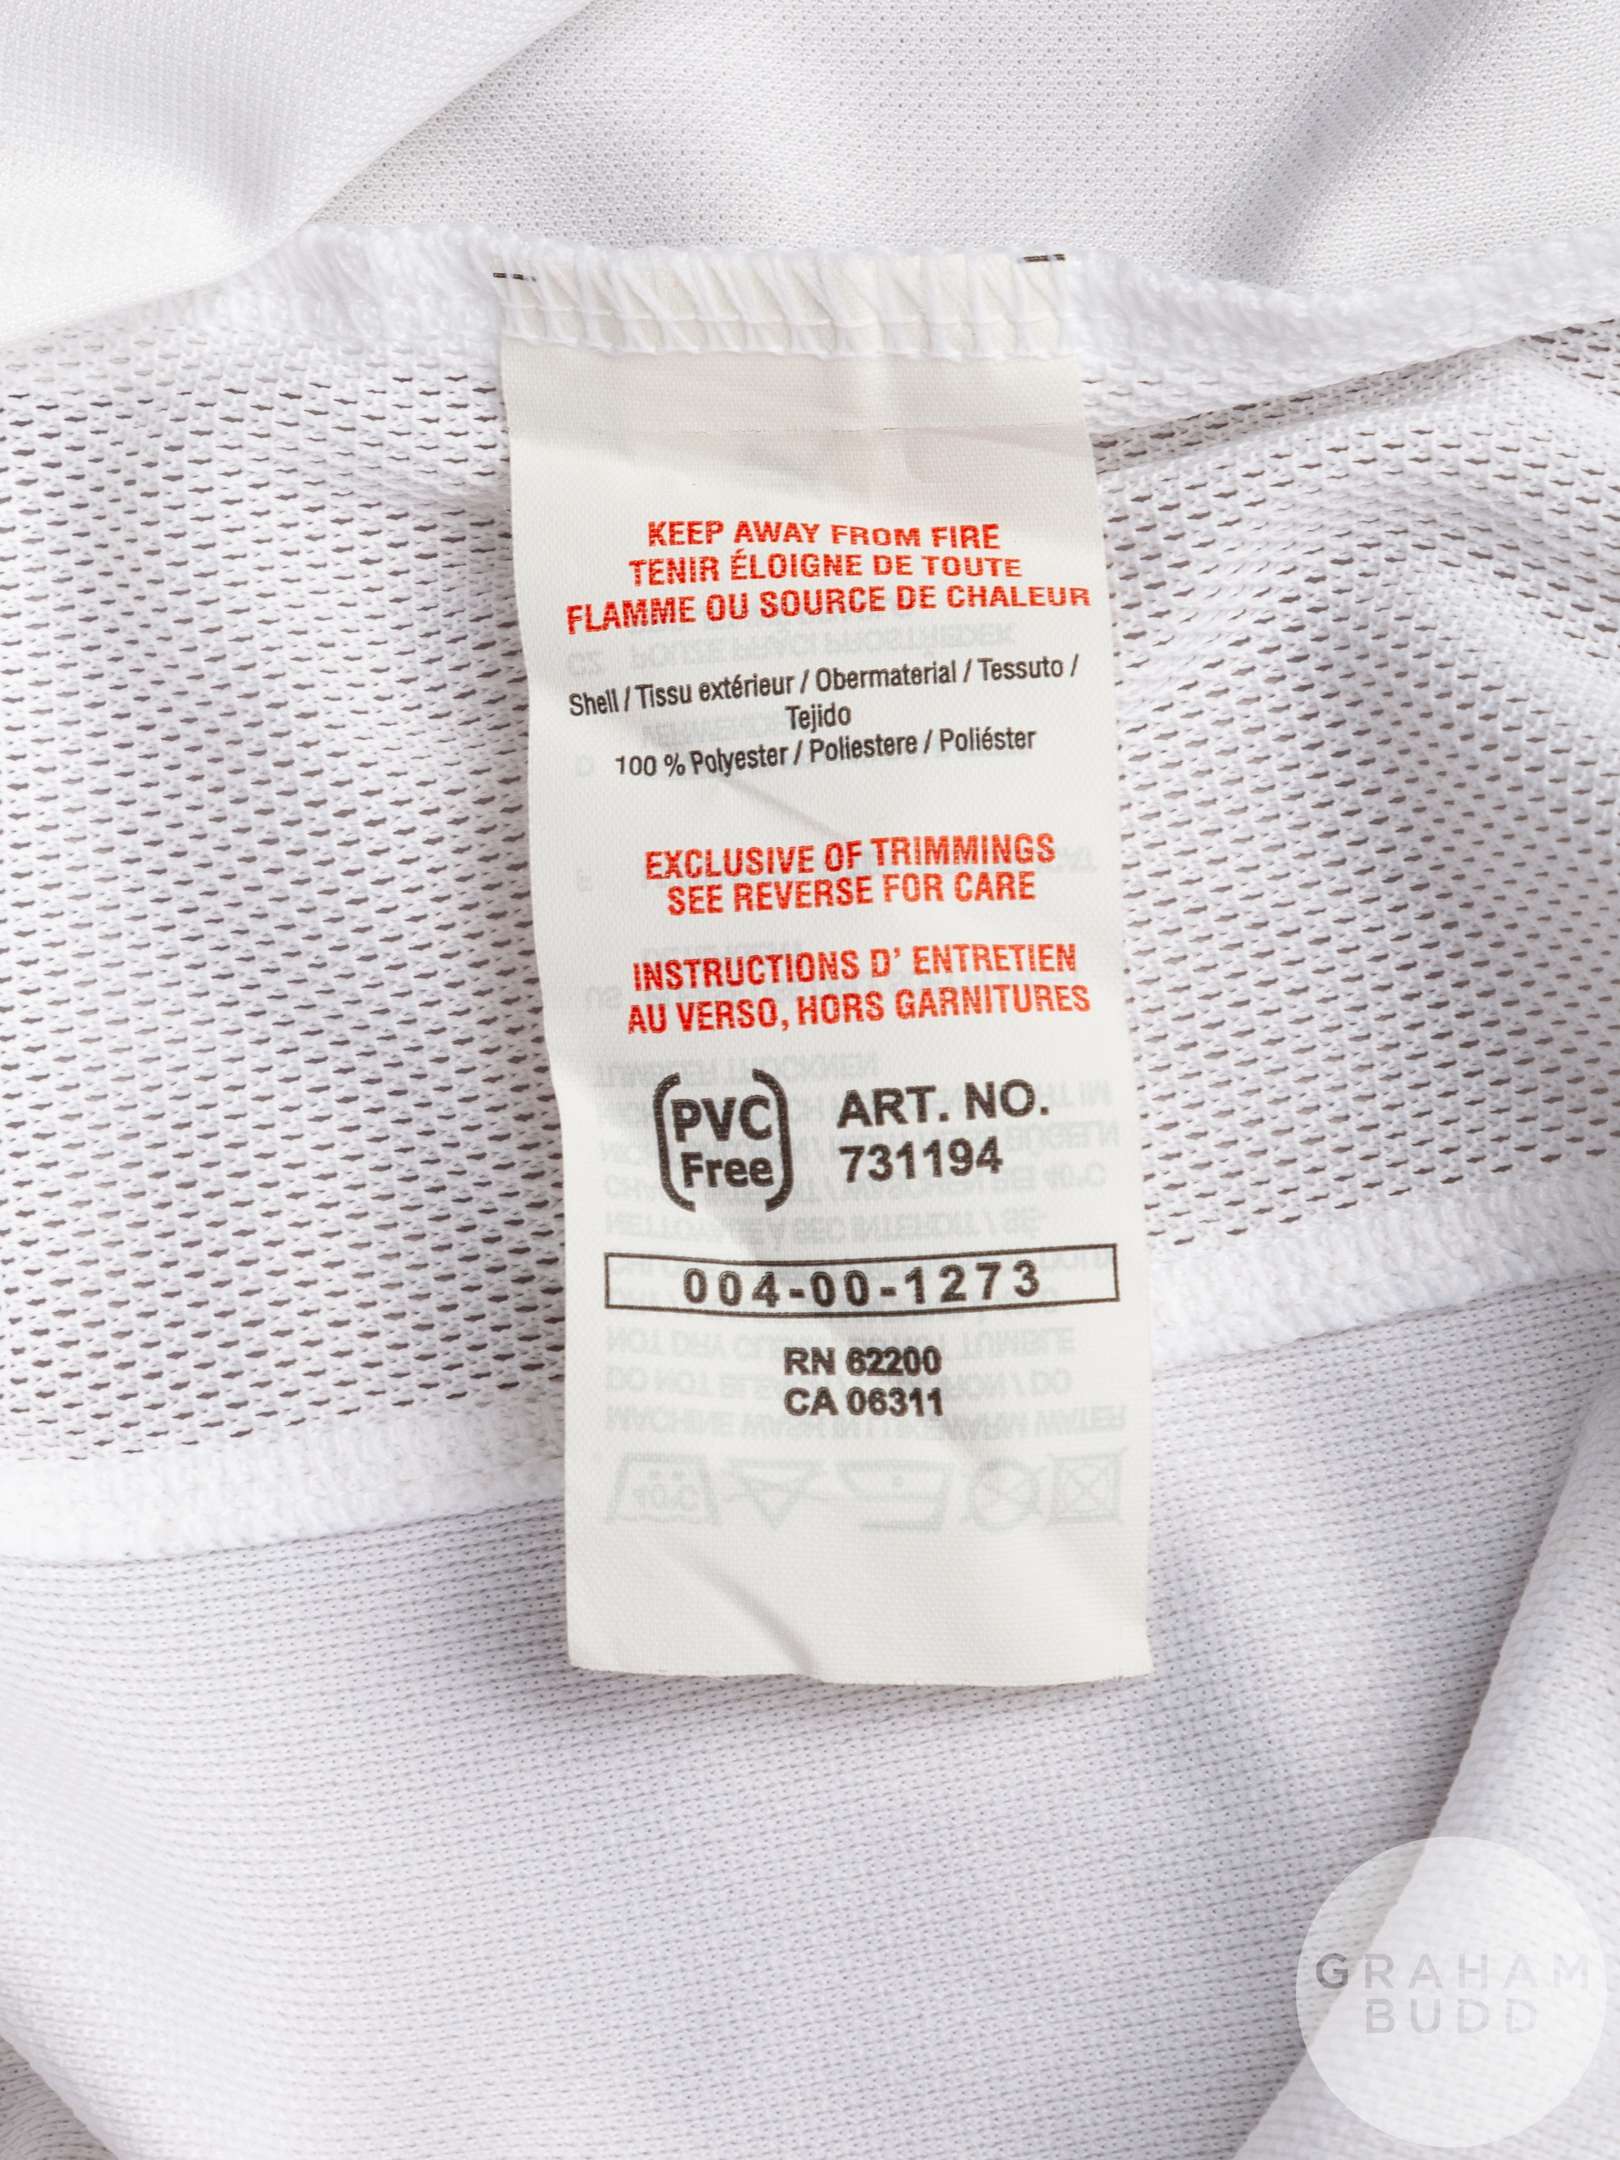 KEEP AWAY FROM FIRE
TENIR ÉLOIGNE DE TOUTE
FLAMME OU SOURCE DE CHALEUR
Shell / Tissu extérieur / Obermaterial / Tessuto /
Tejido
100 % Polyester / Poliestere / Poliéster
EXCLUSIVE OF TRIMMINGS
SEE REVERSE FOR CARE
INSTRUCTIONS D' ENTRETIEN
AU VERSO, HORS GARNITURES
PVC
Free
ART. NO.
731194
004-00-1273
RN 62200
CA 06311
GRAHAM
BUDD